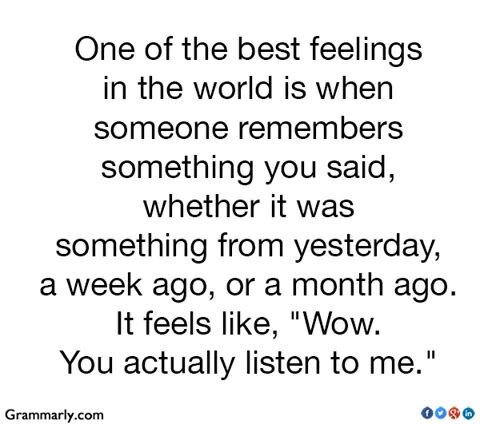 One of the best feelings
in the world is when
someone remembers
something you said,
whether it was
something from yesterday,
a week ago, or a month ago.
It feels like, "Wow.
You actually listen to me."
Grammarly.com